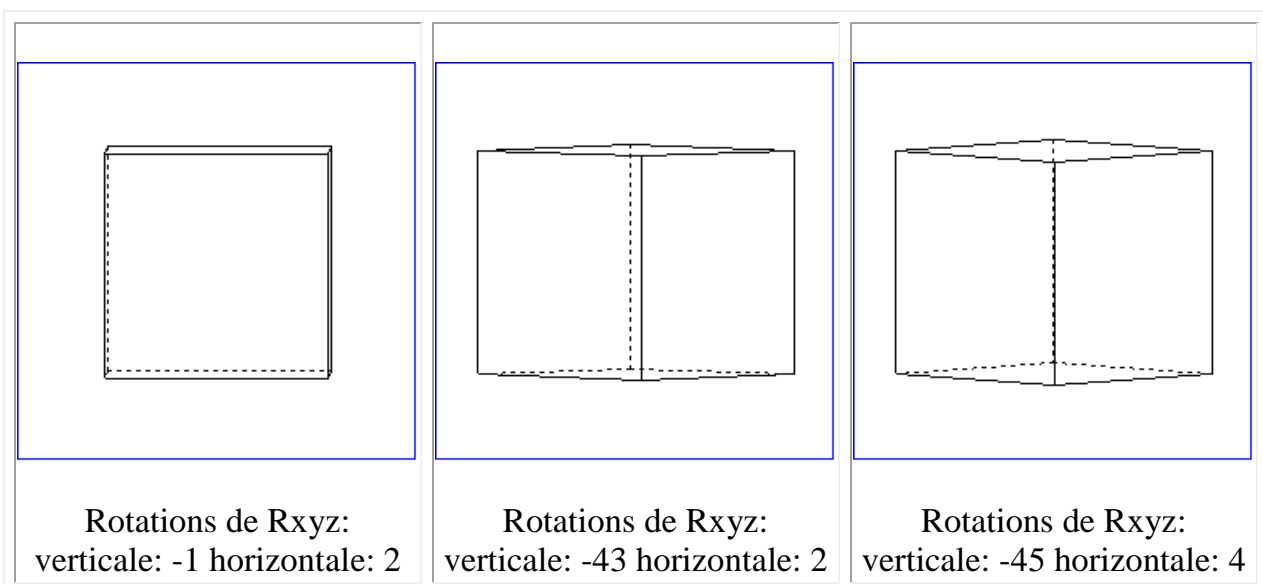 Rotations de Rxyz:
verticale: -1 horizontale: 2
Rotations de Rxyz:
verticale: -43 horizontale: 2
Rotations de Rxyz:
verticale: -45 horizontale: 4